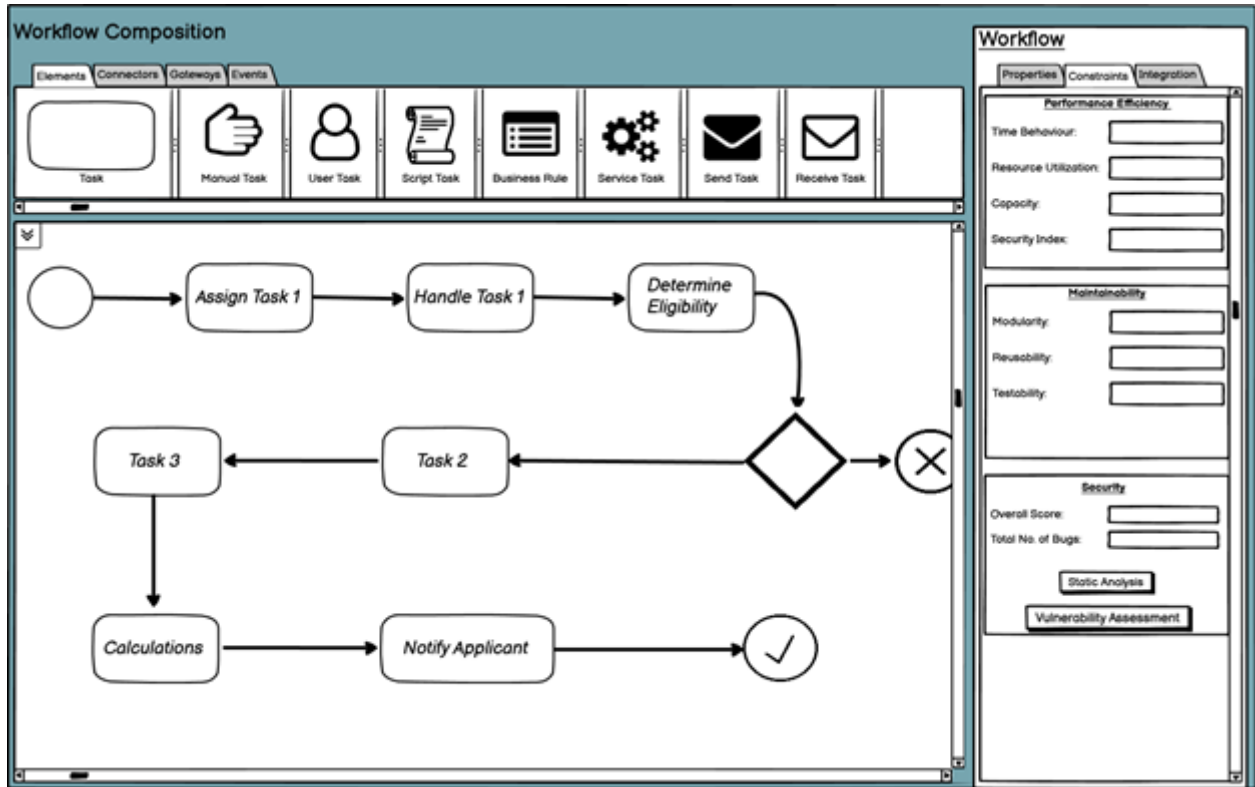 Workflow Composition
Elements Connectors Gateways Events
Task
Manual Task
User Task
Script Task
Business Rule
Service Task
Send Task
Receive Task
Assign Task 1
Handle Task 1
Determine
Eligibility
Task 3
Task 2
Calculations
Notify Applicant
Workflow
Properties Constraints Integration
Performance Efficiency
Time Behaviour:
Resource Utilization:
Capacity:
Security Index:
Maintainability
Modularity:
Reusability:
Testability:
Security
Overall Score:
Total No. of Bugs:
Static Analysis
Vulnerability Assessment